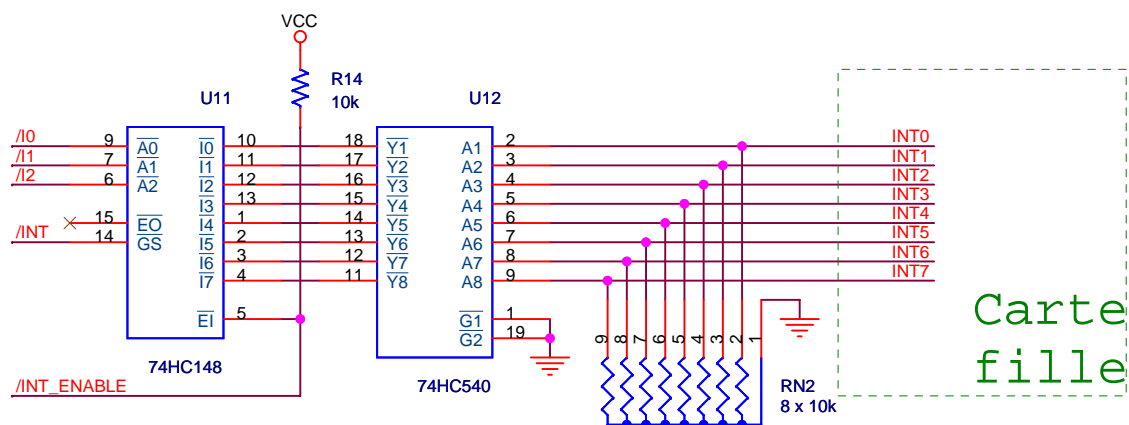 VCC
R14
10k
U11
U12
/I0
/I1
/I2
/INT
/INT_ENABLE
9
7
6
15
14
A0
A1
A2
EO
GS
I0
I1
I2
I3
I4
I5
I6
I7
EI
10
11
12
13
1
2
3
4
5
74HC148
18
17
16
15
14
13
12
11
Y1
Y2
Y3
Y4
Y5
Y6
Y7
Y8
A1
A2
A3
A4
A5
A6
A7
A8
G1
G2
2
3
4
5
6
7
8
9
1
19
74HC540
INT0
INT1
INT2
INT3
INT4
INT5
INT6
INT7
9 8 7 6 5 4 3 2 1
RN2
8 x 10k
Carte
fille